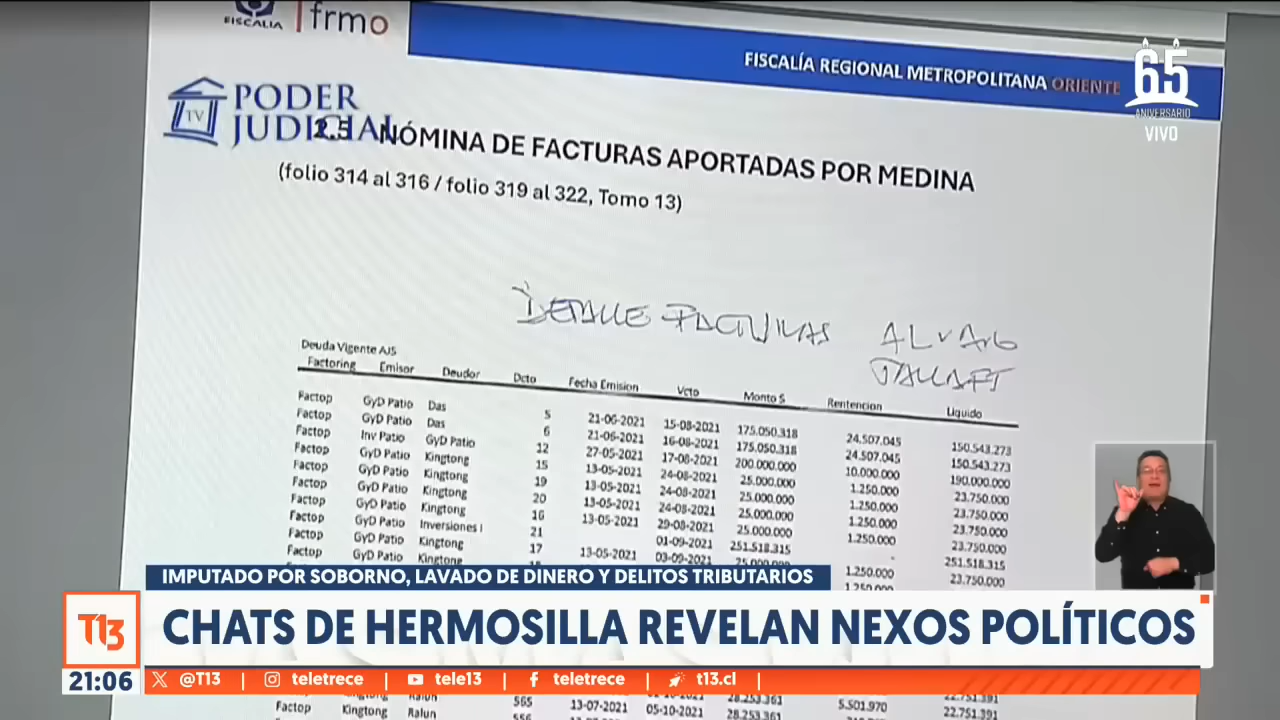 FISCALIA frmo
FISCALÍA REGIONAL METROPOLITANA ORIENTE
65
ANIVERSARIO
VIVO
PODER
JUDICIAL
2.5 NÓMINA DE FACTURAS APORTADAS POR MEDINA
(folio 314 al 316 / folio 319 al 322, Tomo 13)
DETALLE FACTURAS ALVARO
JALAFF
Deuda Vigente AJS
Factoring Emisor Deudor Dcto Fecha Emision Vcto Monto $ Rentencion Liquido
Factop GyD Patio Das 5 21-06-2021 15-08-2021 175.050.318 24.507.045 150.543.273
Factop GyD Patio Das 6 21-06-2021 16-08-2021 175.050.318 24.507.045 150.543.273
Factop Inv Patio GyD Patio 12 27-05-2021 17-08-2021 200.000.000 10.000.000 190.000.000
Factop GyD Patio Kingtong 15 13-05-2021 24-08-2021 25.000.000 1.250.000 23.750.000
Factop GyD Patio Kingtong 19 13-05-2021 24-08-2021 25.000.000 1.250.000 23.750.000
Factop GyD Patio Kingtong 20 13-05-2021 24-08-2021 25.000.000 1.250.000 23.750.000
Factop GyD Patio Kingtong 16 13-05-2021 29-08-2021 25.000.000 1.250.000 23.750.000
Factop GyD Patio Inversiones I 21 01-09-2021 251.518.315 - 251.518.315
Factop GyD Patio Kingtong 17 13-05-2021 03-09-2021 25.000.000 1.250.000 23.750.000
1.250.000
IMPUTADO POR SOBORNO, LAVADO DE DINERO Y DELITOS TRIBUTARIOS
T13 CHATS DE HERMOSILLA REVELAN NEXOS POLÍTICOS
21:06 @T13 teletrece tele13 teletrece t13.cl
Kingtong Ralun 565 13-07-2021 28.253.361 5.501.970 22.751.391
Factop Kingtong Ralun 05-10-2021 28.253.361 22.751.391